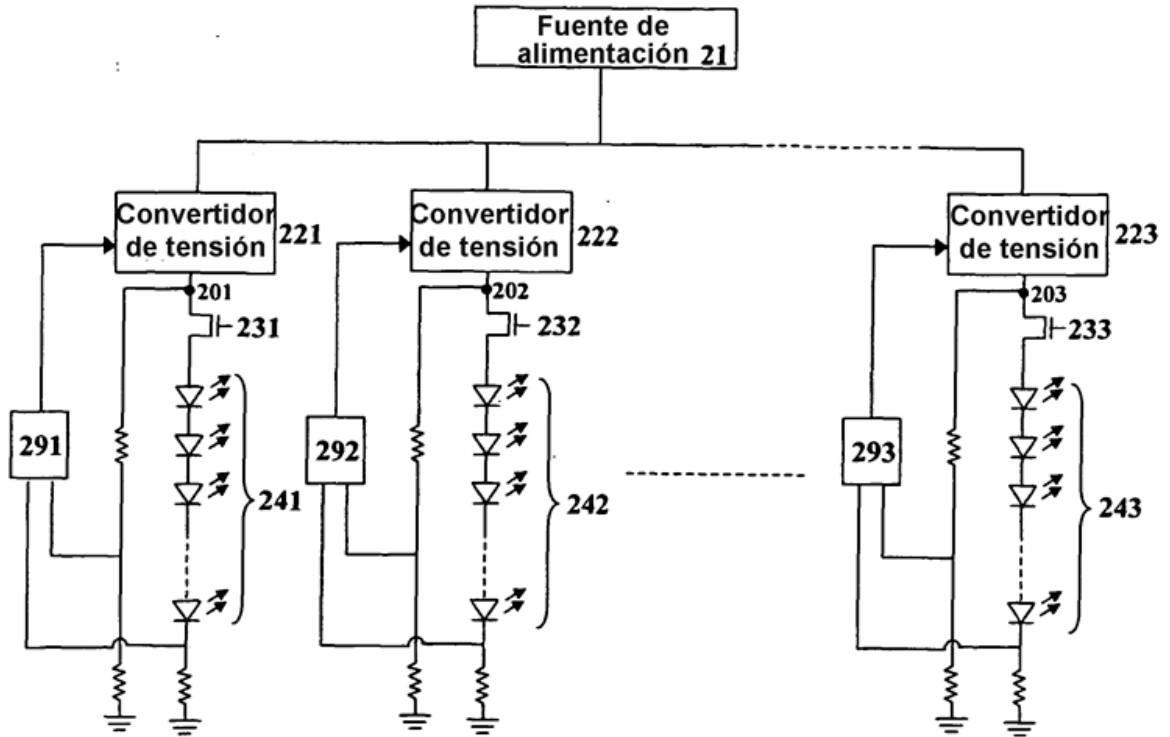 Fuente de
alimentación 21
Convertidor
de tensión 221
Convertidor
de tensión 222
Convertidor
de tensión 223
201
202
203
231
232
233
291
292
293
241
242
243